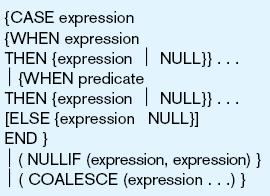 {CASE expression
{WHEN expression
THEN {expression | NULL}} . . .
| {WHEN predicate
THEN {expression | NULL}} . . .
[ELSE {expression NULL}]
END }
| ( NULLIF (expression, expression) }
| ( COALESCE (expression . . .) }